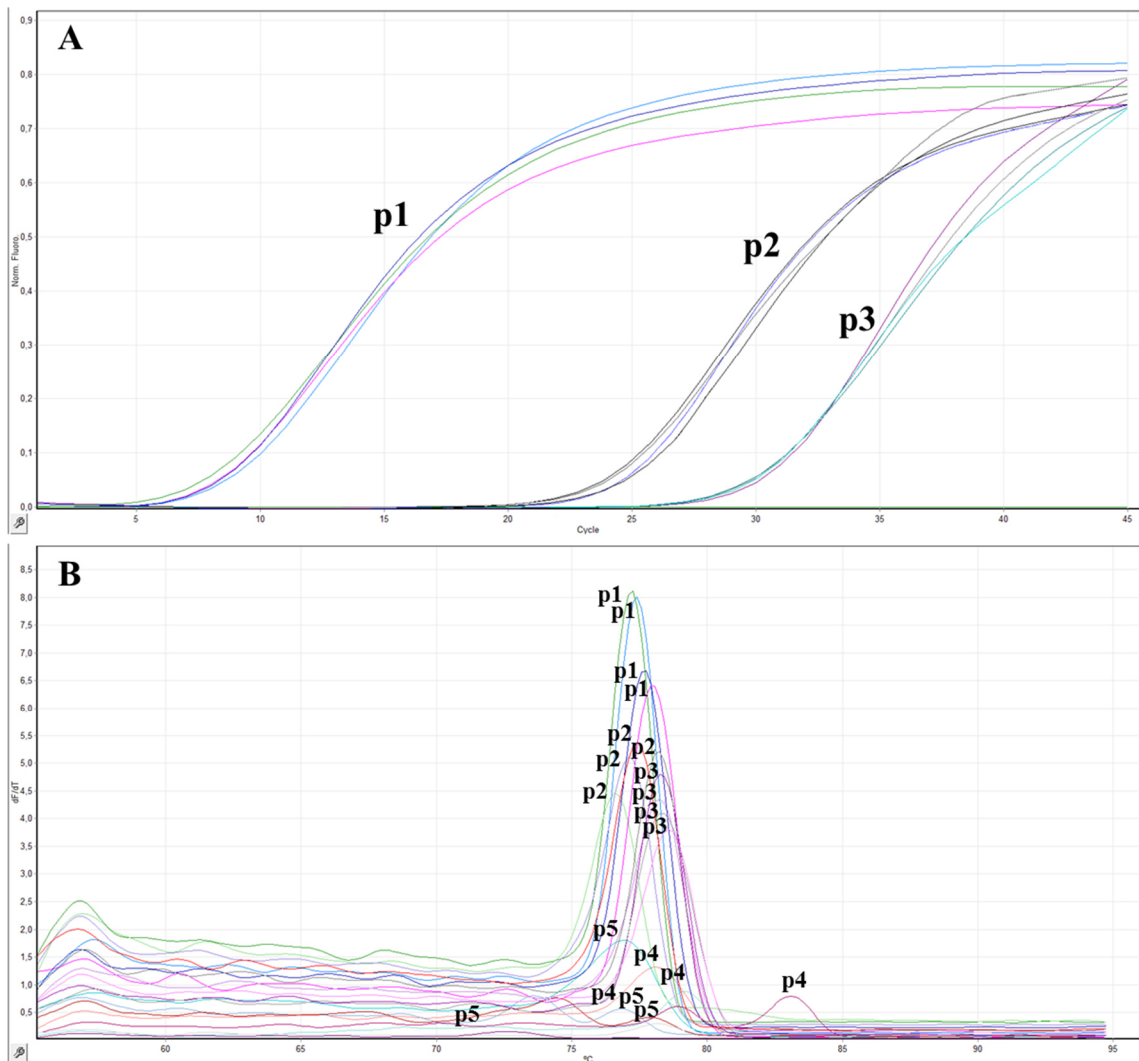 A
0,9
0,8
0,7
0,6
0,5
0,4
0,3
0,2
0,1
0,0
Norm. Fluoro.
p1
p2
p3
5 10 15 20 25 30 35 40 45
Cycle
B
8,5
8,0
7,5
7,0
6,5
6,0
5,5
5,0
4,5
4,0
3,5
3,0
2,5
2,0
1,5
1,0
0,5
dF/dT
p1
p1
p1
p1
p2
p2
p2
p3
p2
p3
p3
p3
p5
p4
p4
p4
p4
p5
p5
p5
60 65 70 75 80 85 90 95
ºC